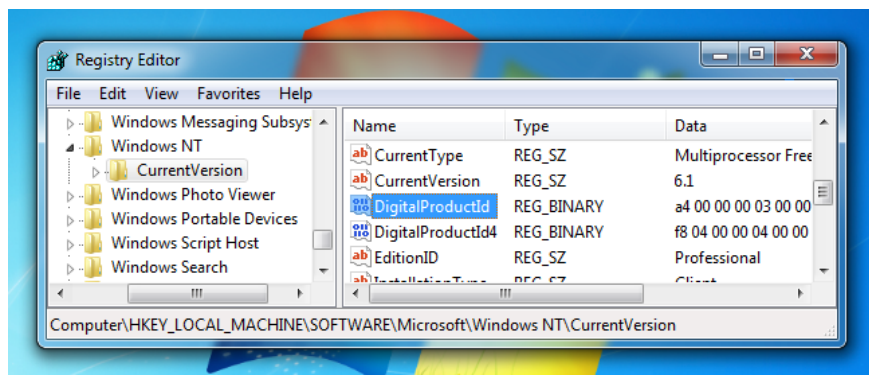 Registry Editor
File Edit View Favorites Help
Windows Messaging Subsys
Windows NT
CurrentVersion
Windows Photo Viewer
Windows Portable Devices
Windows Script Host
Windows Search
Name Type Data
CurrentType REG_SZ Multiprocessor Free
CurrentVersion REG_SZ 6.1
DigitalProductId REG_BINARY a4 00 00 00 03 00 00
DigitalProductId4 REG_BINARY f8 04 00 00 04 00 00
EditionID REG_SZ Professional
InstallationType REG_SZ Client
Computer\HKEY_LOCAL_MACHINE\SOFTWARE\Microsoft\Windows NT\CurrentVersion